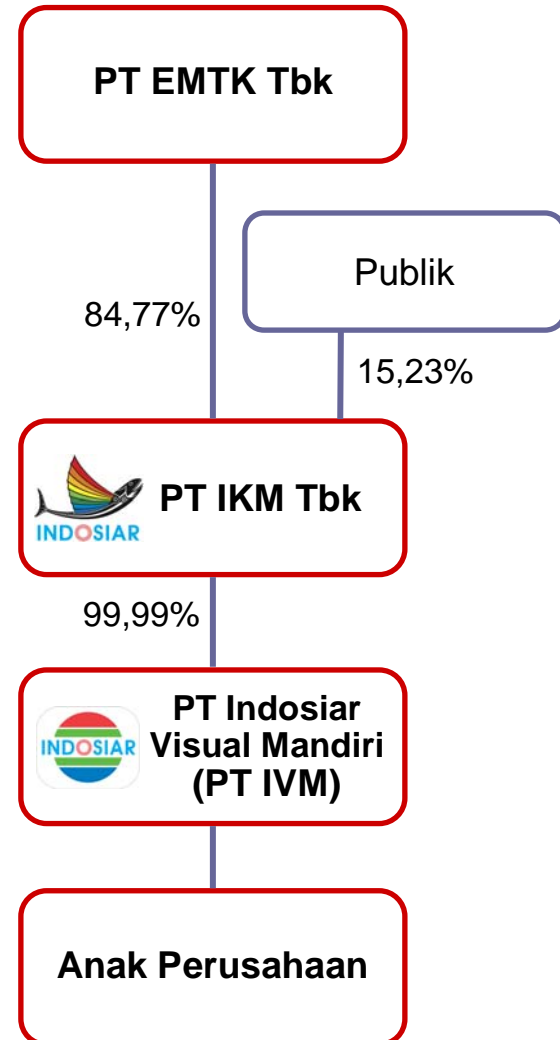 PT EMTK Tbk
Publik
84,77%
15,23%
INDOSIAR
PT IKM Tbk
99,99%
INDOSIAR
PT Indosiar
Visual Mandiri
(PT IVM)
Anak Perusahaan